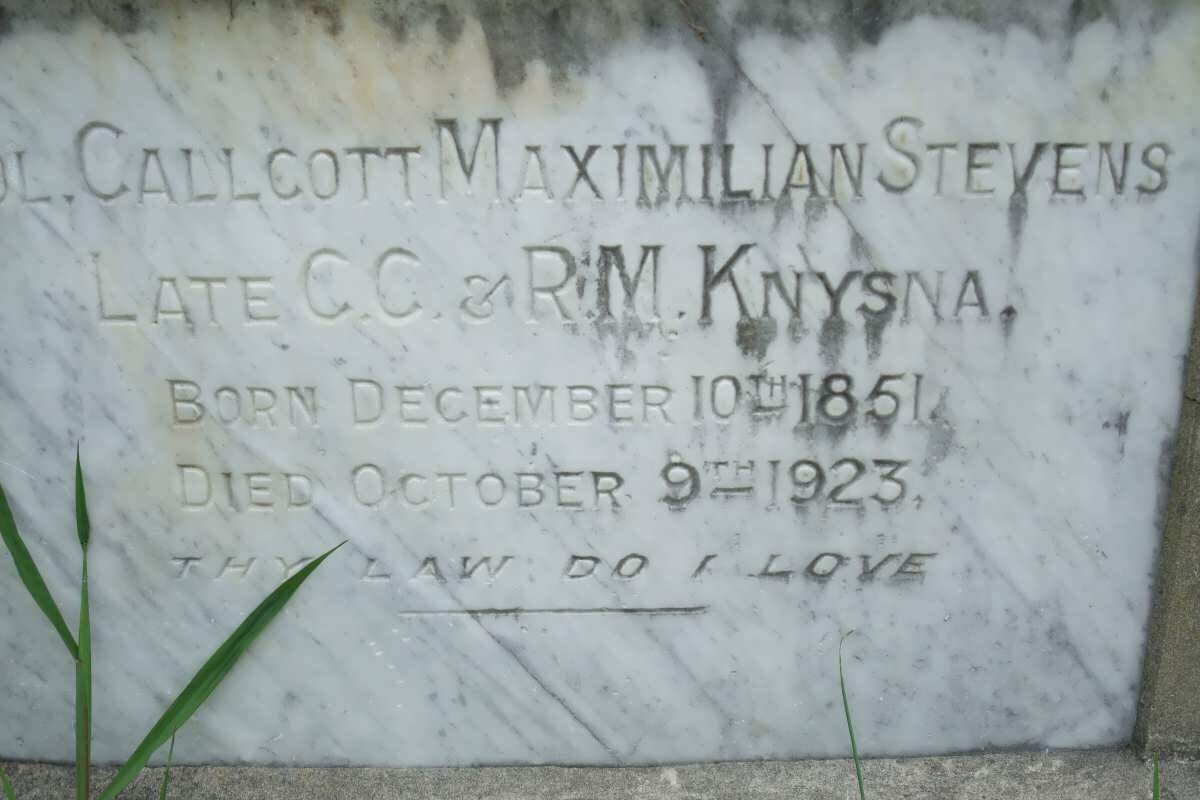 OL. CALLCOTT MAXIMILIAN STEVENS
LATE C.C. & R.M. KNYSNA.
BORN DECEMBER 10TH 1851.
DIED OCTOBER 9TH 1923.
THY LAW DO I LOVE